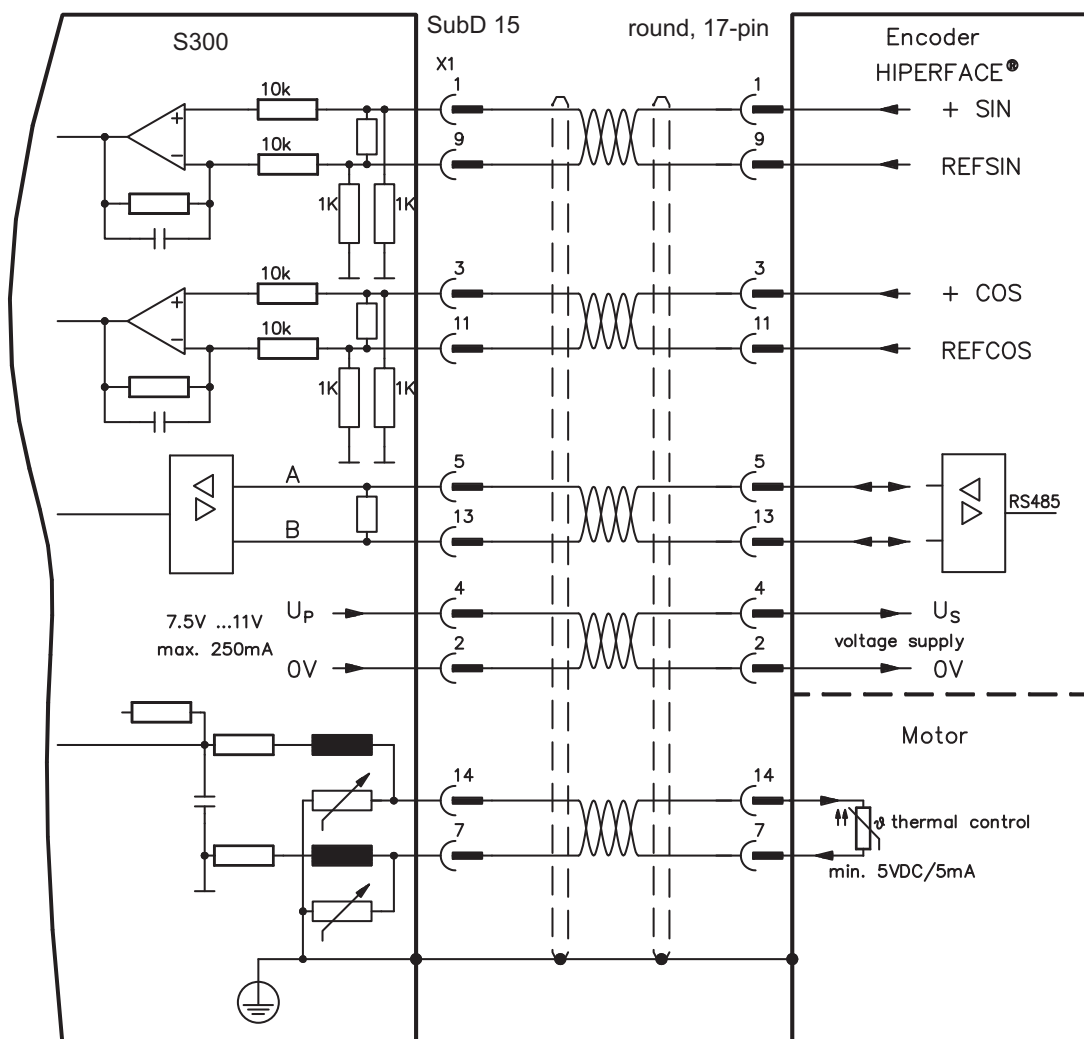 S300
SubD 15
round, 17-pin
Encoder
HIPERFACE®
X1
10k
1
1
+ SIN
+
−
10k
9
9
REFSIN
1K
1K
10k
3
3
+ COS
+
−
10k
11
11
REFCOS
1K
1K
A
5
5
RS485
B
13
13
7.5V ...11V
max. 250mA
UP
4
4
US
voltage supply
0V
2
2
0V
Motor
14
14
ϑ thermal control
7
7
min. 5VDC/5mA